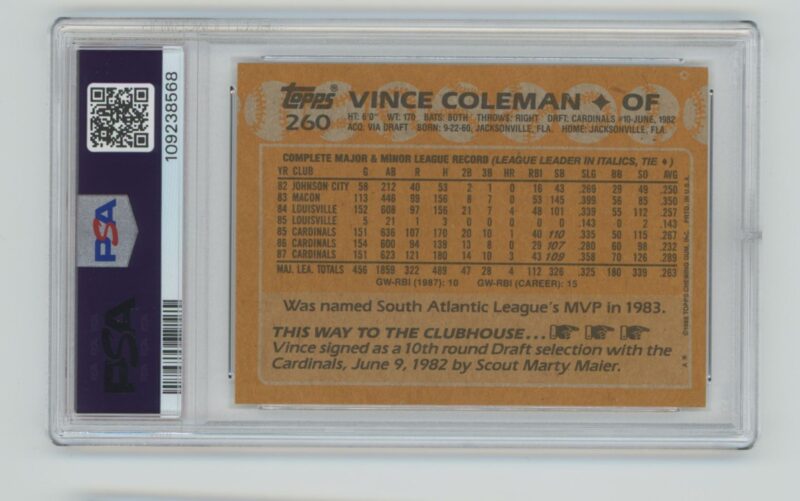 109238568
PSA
PSA
Topps®
260
VINCE COLEMAN ✦ OF
HT: 6'0" WT: 170 BATS: BOTH THROWS: RIGHT DRAFT: CARDINALS #10-JUNE, 1982
ACQ: VIA DRAFT BORN: 9-22-60, JACKSONVILLE, FLA. HOME: JACKSONVILLE, FLA.
COMPLETE MAJOR & MINOR LEAGUE RECORD (LEAGUE LEADER IN ITALICS, TIE ♦)
YR CLUB G AB R H 2B 3B HR RBI SB SLG BB SO AVG
82 JOHNSON CITY 58 212 40 53 2 1 0 16 43 .269 29 49 .250
83 MACON 113 446 99 156 8 7 0 53 145 .399 56 85 .350
84 LOUISVILLE 152 608 97 156 21 7 4 48 101 .339 55 112 .257
85 LOUISVILLE 5 21 1 3 0 0 0 0 0 .143 0 2 .143
85 CARDINALS 151 636 107 170 20 10 1 40 110 .335 50 115 .267
86 CARDINALS 154 600 94 139 13 8 0 29 107 .280 60 98 .232
87 CARDINALS 151 623 121 180 14 10 3 43 109 .358 70 126 .289
MAJ. LEA. TOTALS 456 1859 322 489 47 28 4 112 326 .325 180 339 .263
GW-RBI (1987): 10 GW-RBI (CAREER): 15
Was named South Atlantic League's MVP in 1983.
THIS WAY TO THE CLUBHOUSE...
Vince signed as a 10th round Draft selection with the
Cardinals, June 9, 1982 by Scout Marty Maier.
©1988 TOPPS CHEWING GUM, INC. PRTD. IN U.S.A.